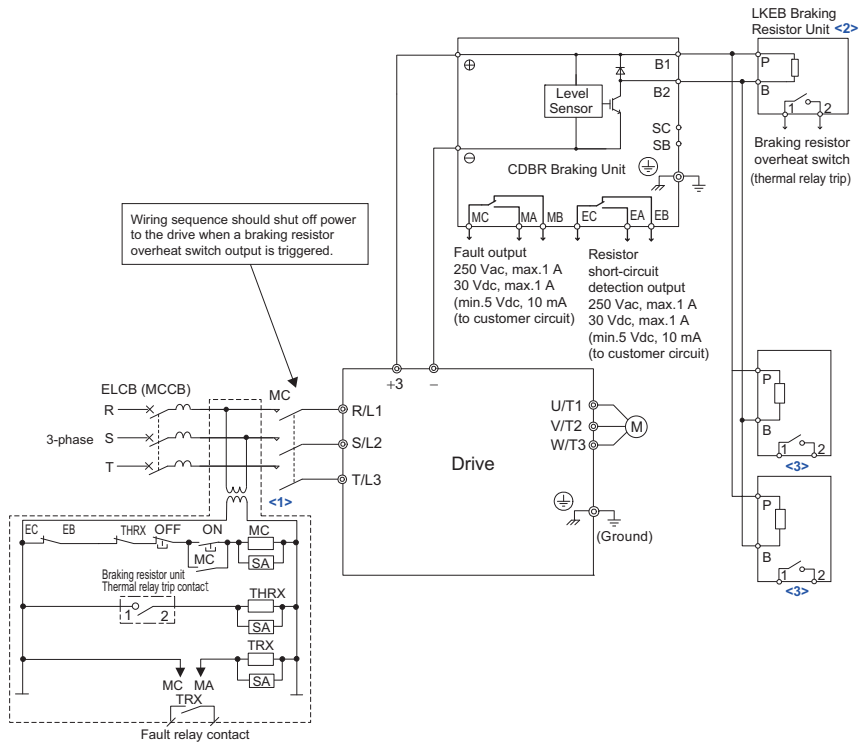 LKEB Braking
Resistor Unit <2>
⊕
B1
B2
Level
Sensor
SC
SB
⊖
CDBR Braking Unit
P
B
1 2
Braking resistor
overheat switch
(thermal relay trip)
MC MA MB EC EA EB
Fault output
250 Vac, max.1 A
30 Vdc, max.1 A
(min.5 Vdc, 10 mA
(to customer circuit)
Resistor
short-circuit
detection output
250 Vac, max.1 A
30 Vdc, max.1 A
(min.5 Vdc, 10 mA
(to customer circuit)
Wiring sequence should shut off power
to the drive when a braking resistor
overheat switch output is triggered.
+3 −
ELCB (MCCB)
MC
R
3-phase S
T
<1>
R/L1
S/L2
T/L3
Drive
U/T1
V/T2
W/T3
M
(Ground)
P
B
1 2
<3>
P
B
1 2
<3>
EC EB THRX OFF ON MC
MC
SA
Braking resistor unit
Thermal relay trip contact
1 2
THRX
SA
TRX
SA
MC MA
TRX
Fault relay contact